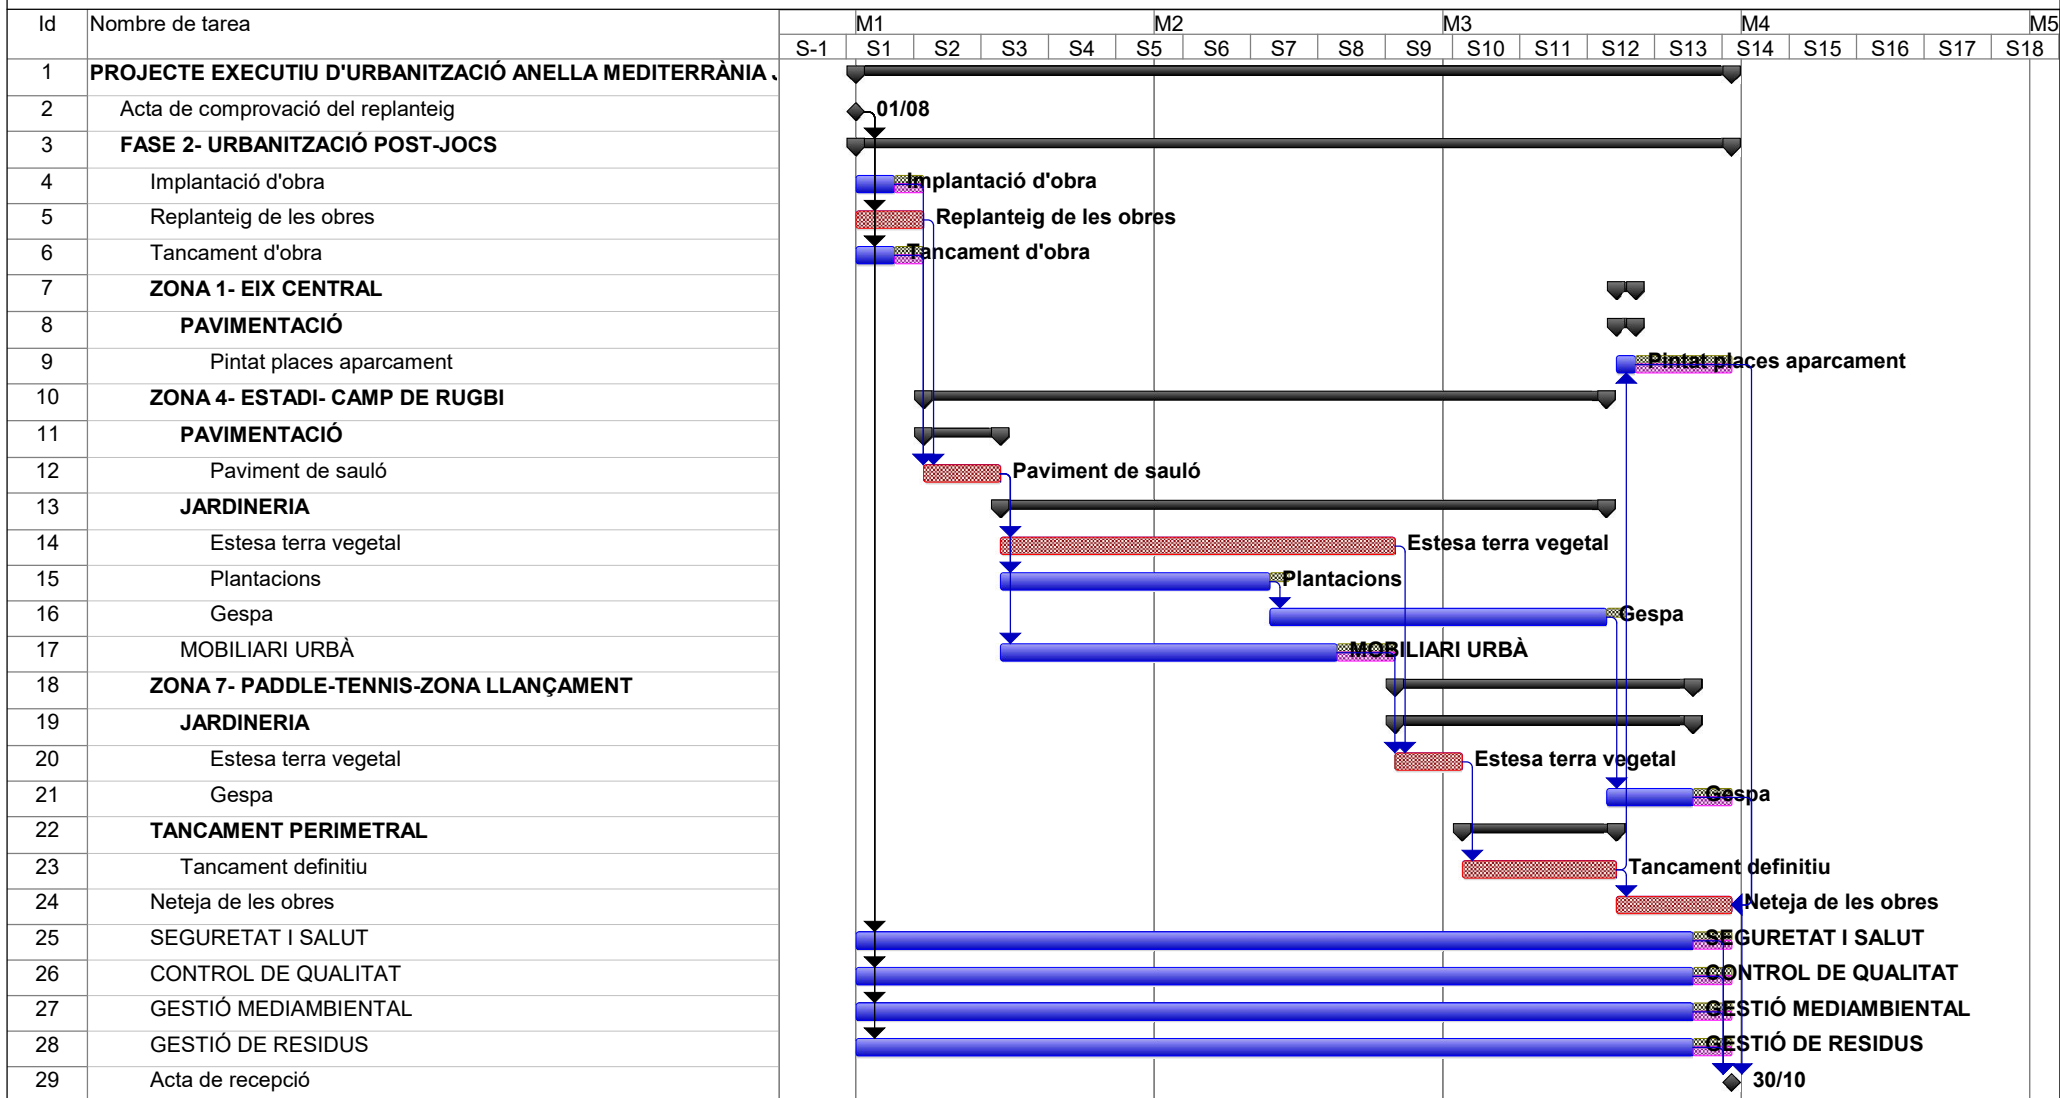 Id Nombre de tarea M1 M2 M3 M4 M5
S-1 S1 S2 S3 S4 S5 S6 S7 S8 S9 S10 S11 S12 S13 S14 S15 S16 S17 S18
1 PROJECTE EXECUTIU D'URBANITZACIÓ ANELLA MEDITERRÀNIA
2 Acta de comprovació del replanteig 01/08
3 FASE 2- URBANITZACIÓ POST-JOCS
4 Implantació d'obra Implantació d'obra
5 Replanteig de les obres Replanteig de les obres
6 Tancament d'obra Tancament d'obra
7 ZONA 1- EIX CENTRAL
8 PAVIMENTACIÓ
9 Pintat places aparcament Pintat places aparcament
10 ZONA 4- ESTADI- CAMP DE RUGBI
11 PAVIMENTACIÓ
12 Paviment de sauló Paviment de sauló
13 JARDINERIA
14 Estesa terra vegetal Estesa terra vegetal
15 Plantacions Plantacions
16 Gespa Gespa
17 MOBILIARI URBÀ MOBILIARI URBÀ
18 ZONA 7- PADDLE-TENNIS-ZONA LLANÇAMENT
19 JARDINERIA
20 Estesa terra vegetal Estesa terra vegetal
21 Gespa Gespa
22 TANCAMENT PERIMETRAL
23 Tancament definitiu Tancament definitiu
24 Neteja de les obres Neteja de les obres
25 SEGURETAT I SALUT SEGURETAT I SALUT
26 CONTROL DE QUALITAT CONTROL DE QUALITAT
27 GESTIÓ MEDIAMBIENTAL GESTIÓ MEDIAMBIENTAL
28 GESTIÓ DE RESIDUS GESTIÓ DE RESIDUS
29 Acta de recepció 30/10